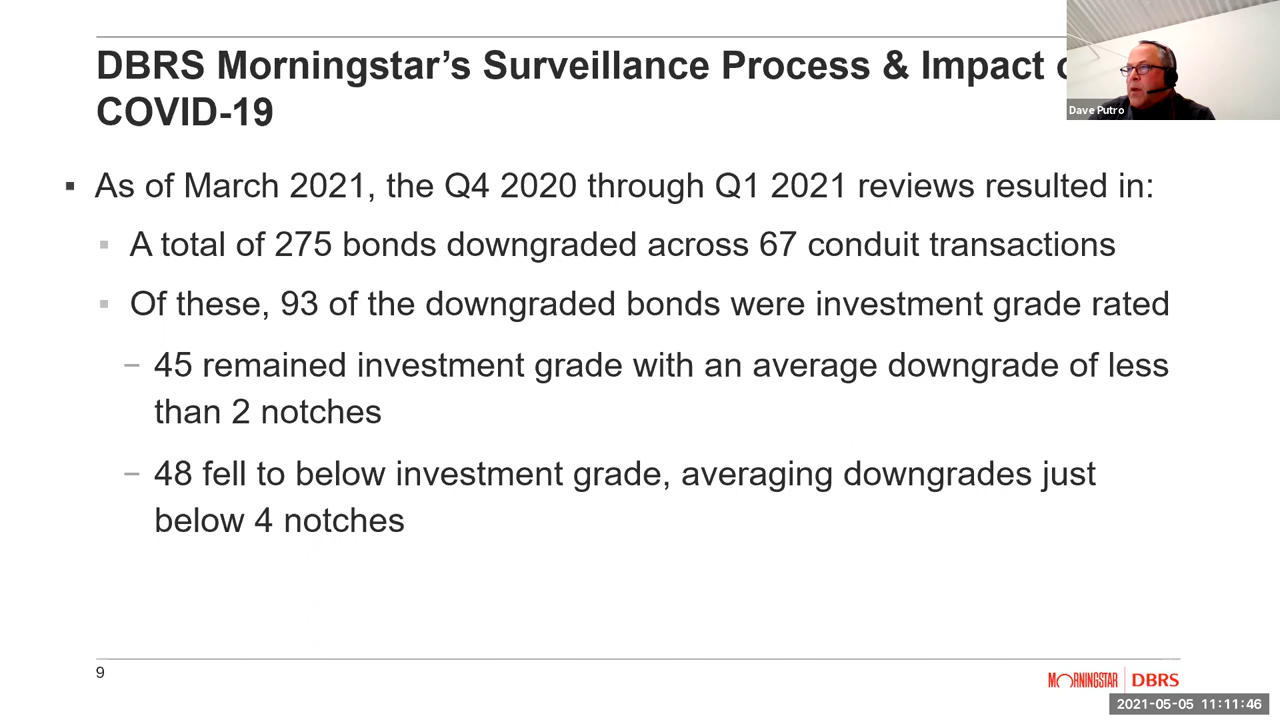 DBRS Morningstar’s Surveillance Process & Impact
COVID-19
Dave Putro
▪ As of March 2021, the Q4 2020 through Q1 2021 reviews resulted in:
▪ A total of 275 bonds downgraded across 67 conduit transactions
▪ Of these, 93 of the downgraded bonds were investment grade rated
− 45 remained investment grade with an average downgrade of less
than 2 notches
− 48 fell to below investment grade, averaging downgrades just
below 4 notches
9
MORNINGSTAR | DBRS
2021-05-05 11:11:46